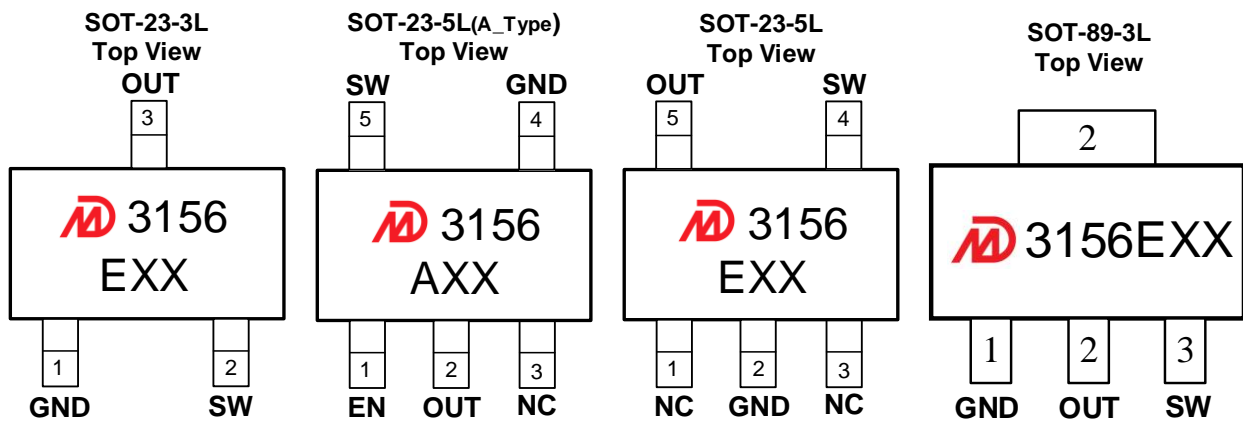 SOT-23-3L
Top View
OUT
3
3156
EXX
1
2
GND
SW
SOT-23-5L(A_Type)
Top View
SW
GND
5
4
3156
AXX
1
2
3
EN
OUT
NC
SOT-23-5L
Top View
OUT
SW
5
4
3156
EXX
1
2
3
NC
GND
NC
SOT-89-3L
Top View
2
3156EXX
1
2
3
GND
OUT
SW